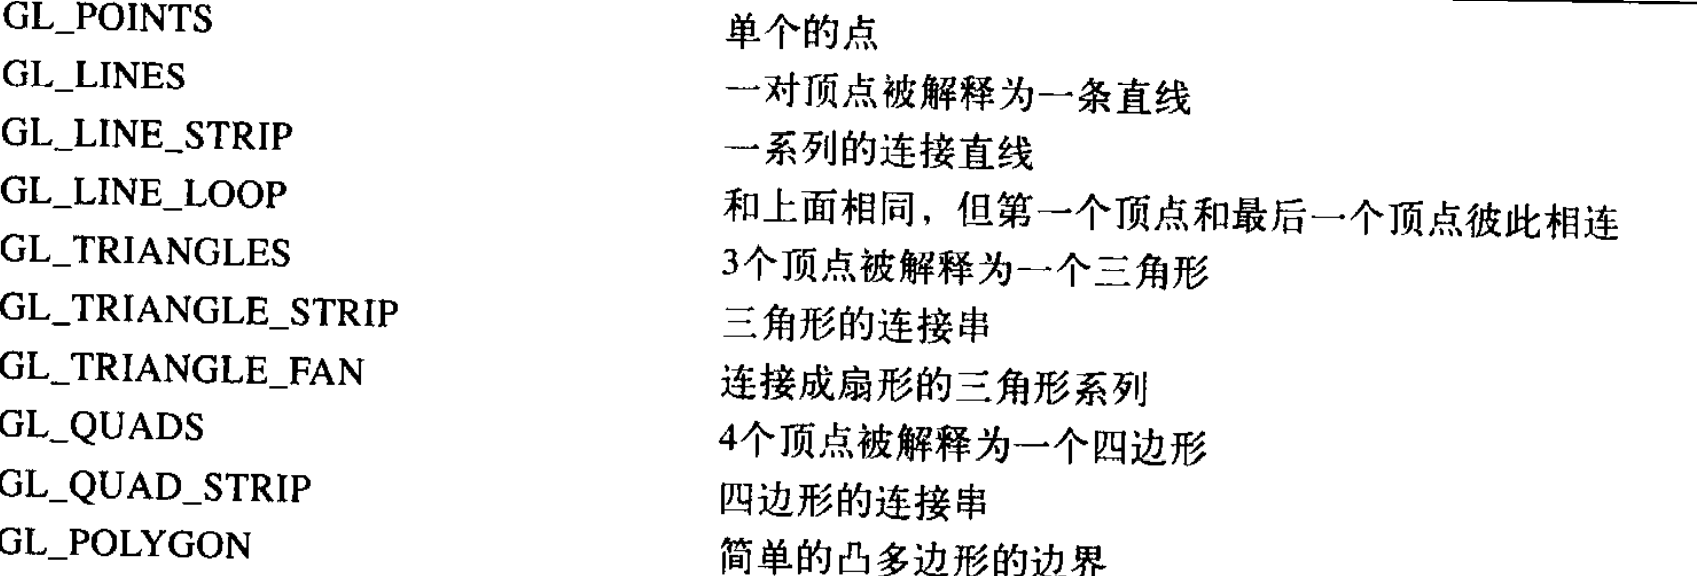 GL_POINTS 单个的点
GL_LINES 一对顶点被解释为一条直线
GL_LINE_STRIP 一系列的连接直线
GL_LINE_LOOP 和上面相同，但第一个顶点和最后一个顶点彼此相连
GL_TRIANGLES 3个顶点被解释为一个三角形
GL_TRIANGLE_STRIP 三角形的连接串
GL_TRIANGLE_FAN 连接成扇形的三角形系列
GL_QUADS 4个顶点被解释为一个四边形
GL_QUAD_STRIP 四边形的连接串
GL_POLYGON 简单的凸多边形的边界